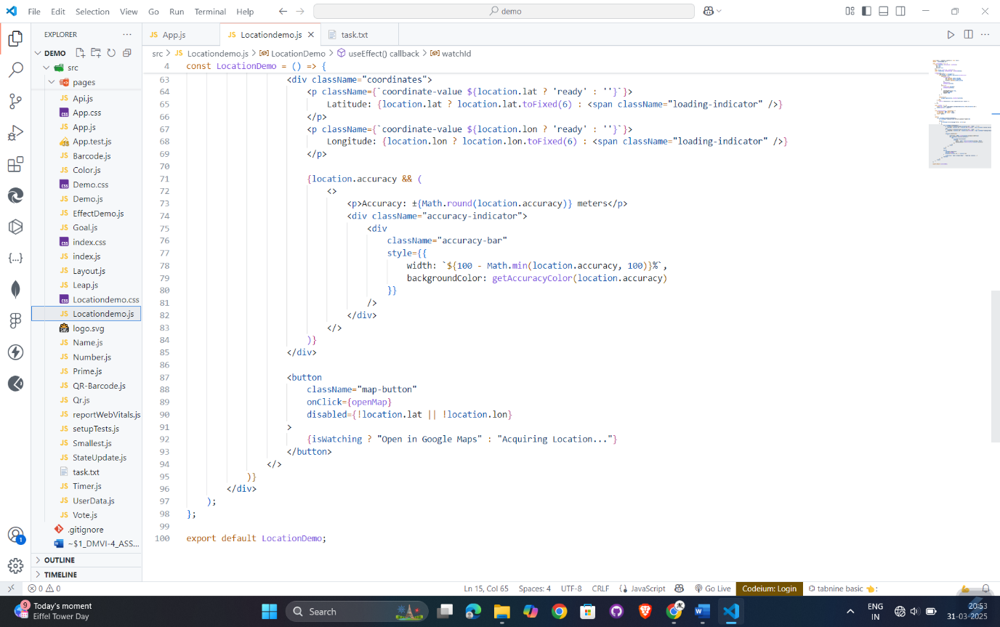 File Edit Selection View Go Run Terminal Help
demo
EXPLORER
App.js
Locationdemo.js
task.txt
DEMO
src > Locationdemo.js > LocationDemo > useEffect() callback > watchId
src
pages
Api.js
App.css
App.js
App.test.js
Barcode.js
Color.js
Demo.css
Demo.js
EffectDemo.js
Goal.js
index.css
index.js
Layout.js
Leap.js
Locationdemo.css
Locationdemo.js
logo.svg
Name.js
Number.js
Prime.js
QR-Barcode.js
Qr.js
reportWebVitals.js
setupTests.js
Smallest.js
StateUpdate.js
task.txt
Timer.js
UserData.js
Vote.js
.gitignore
~$1_DMVI-4_ASS...
OUTLINE
TIMELINE
4 const LocationDemo = () => {
63 <div className="coordinates">
64 <p className={`coordinate-value ${location.lat ? 'ready' : ''}`}>
65 Latitude: {location.lat ? location.lat.toFixed(6) : <span className="loading-indicator" />}
66 </p>
67 <p className={`coordinate-value ${location.lon ? 'ready' : ''}`}>
68 Longitude: {location.lon ? location.lon.toFixed(6) : <span className="loading-indicator" />}
69 </p>
70
71 {location.accuracy && (
72 <>
73 <p>Accuracy: ±{Math.round(location.accuracy)} meters</p>
74 <div className="accuracy-indicator">
75 <div
76 className="accuracy-bar"
77 style={{
78 width: `${100 - Math.min(location.accuracy, 100)}%`,
79 backgroundColor: getAccuracyColor(location.accuracy)
80 }}
81 />
82 </div>
83 </>
84 )}
85 </div>
86
87 <button
88 className="map-button"
89 onClick={openMap}
90 disabled={!location.lat || !location.lon}
91 >
92 {isWatching ? "Open in Google Maps" : "Acquiring Location..."}
93 </button>
94 </>
95 )}
96 </div>
97 );
98 };
99
100 export default LocationDemo;
1
0 0
Ln 15, Col 65
Spaces: 4
UTF-8
CRLF
JavaScript
Go Live
Codeium: Login
tabnine basic
9
Today's moment
Eiffel Tower Day
Search
ENG
IN
20:53
31-03-2025